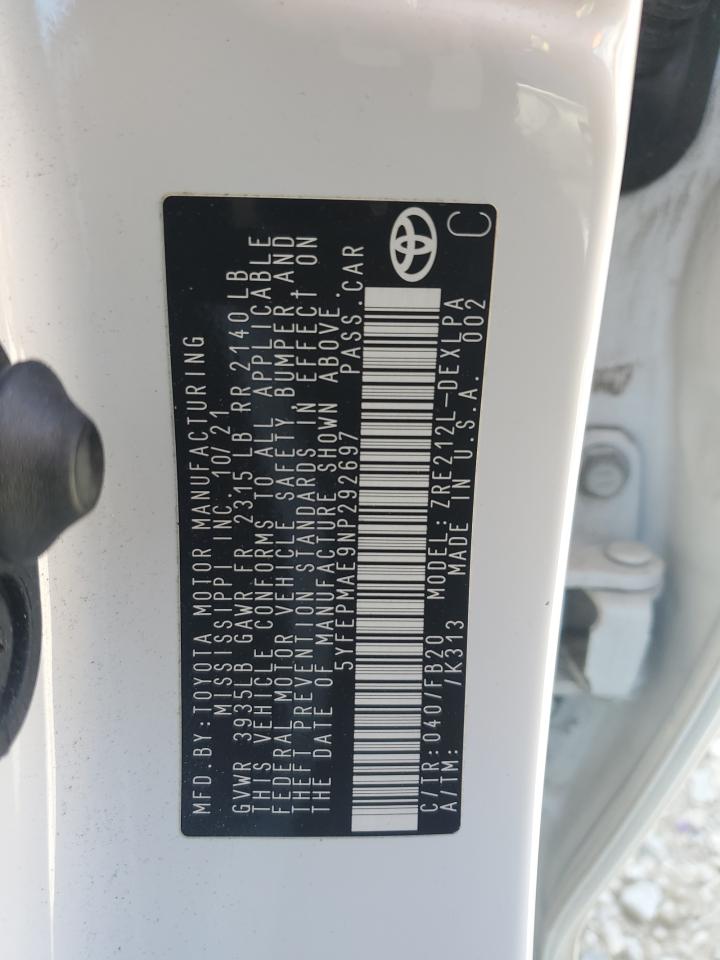 MFD.BY:TOYOTA MOTOR MANUFACTURING
MISSISSIPPI INC. 10/21
GVWR 3935LB GAWR FR 2315 LB RR 2140 LB
THIS VEHICLE CONFORMS TO ALL APPLICABLE
FEDERAL MOTOR VEHICLE SAFETY BUMPER AND
THEFT PREVENTION STANDARDS IN EFFECT ON
THE DATE OF MANUFACTURE SHOWN ABOVE.
5YFEPMAE9NP292697 PASS.CAR
C/TR: 040/FB20 MODEL: ZRE212L-DEXLPA
A/TM: /K313 MADE IN U.S.A. 002
C